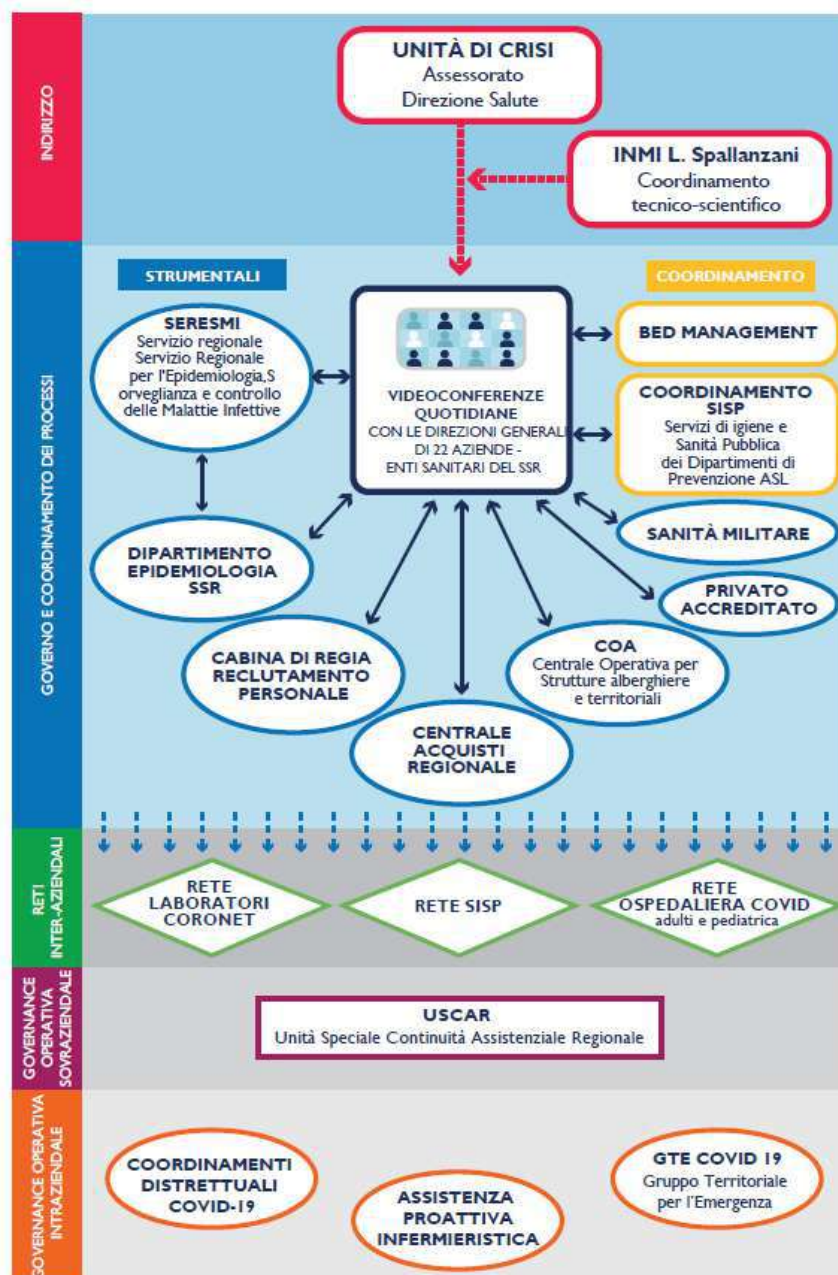 INDIRIZZO
UNITÀ DI CRISI
Assessorato
Direzione Salute
INMI L. Spallanzani
Coordinamento
tecnico-scientifico
GOVERNO E COORDINAMENTO DEI PROCESSI
STRUMENTALI
COORDINAMENTO
SERESMI
Servizio regionale
Servizio Regionale
per l'Epidemiologia,S
orveglianza e controllo
delle Malattie Infettive
VIDEOCONFERENZE
QUOTIDIANE
CON LE DIREZIONI GENERALI
DI 22 AZIENDE -
ENTI SANITARI DEL SSR
BED MANAGEMENT
COORDINAMENTO
SISP
Servizi di igiene e
Sanità Pubblica
dei Dipartimenti di
Prevenzione ASL
DIPARTIMENTO
EPIDEMIOLOGIA
SSR
SANITÀ MILITARE
PRIVATO
ACCREDITATO
CABINA DI REGIA
RECLUTAMENTO
PERSONALE
COA
Centrale Operativa per
Strutture alberghiere
e territoriali
CENTRALE
ACQUISTI
REGIONALE
RETI
INTER-AZIENDALI
RETE
LABORATORI
CORONET
RETE SISP
RETE
OSPEDALIERA COVID
adulti e pediatrica
GOVERNANCE
OPERATIVA
SOVRAZIENDALE
USCAR
Unità Speciale Continuità Assistenziale Regionale
GOVERNANCE OPERATIVA
INTRAZIENDALE
COORDINAMENTI
DISTRETTUALI
COVID-19
ASSISTENZA
PROATTIVA
INFERMIERISTICA
GTE COVID 19
Gruppo Territoriale
per l'Emergenza